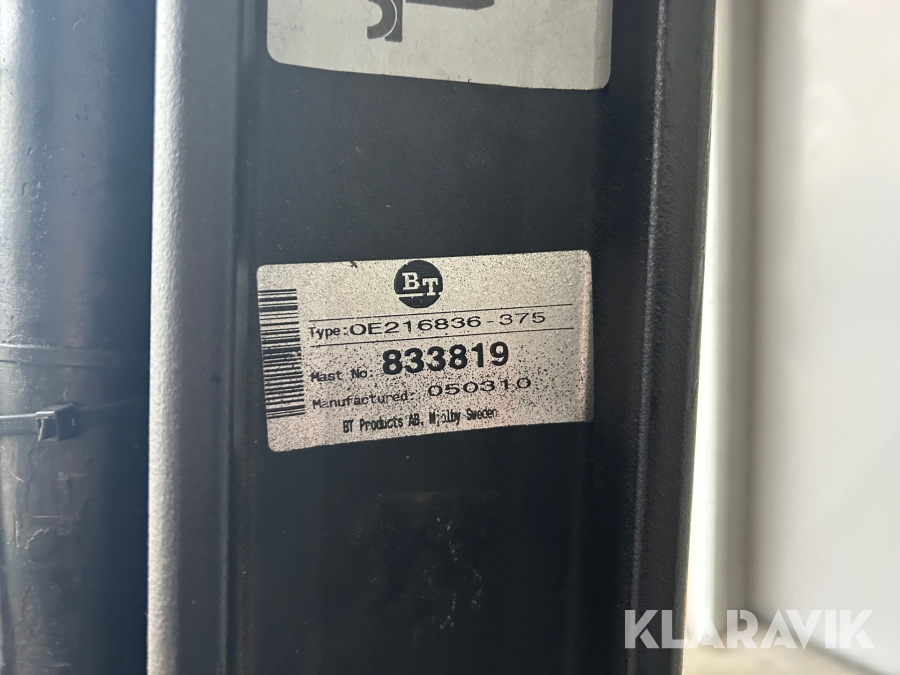 BT
Type:OE216836-375
Mast No. 833819
Manufactured: 050310
BT Products AB, Mjölby Sweden
KLARAVIK